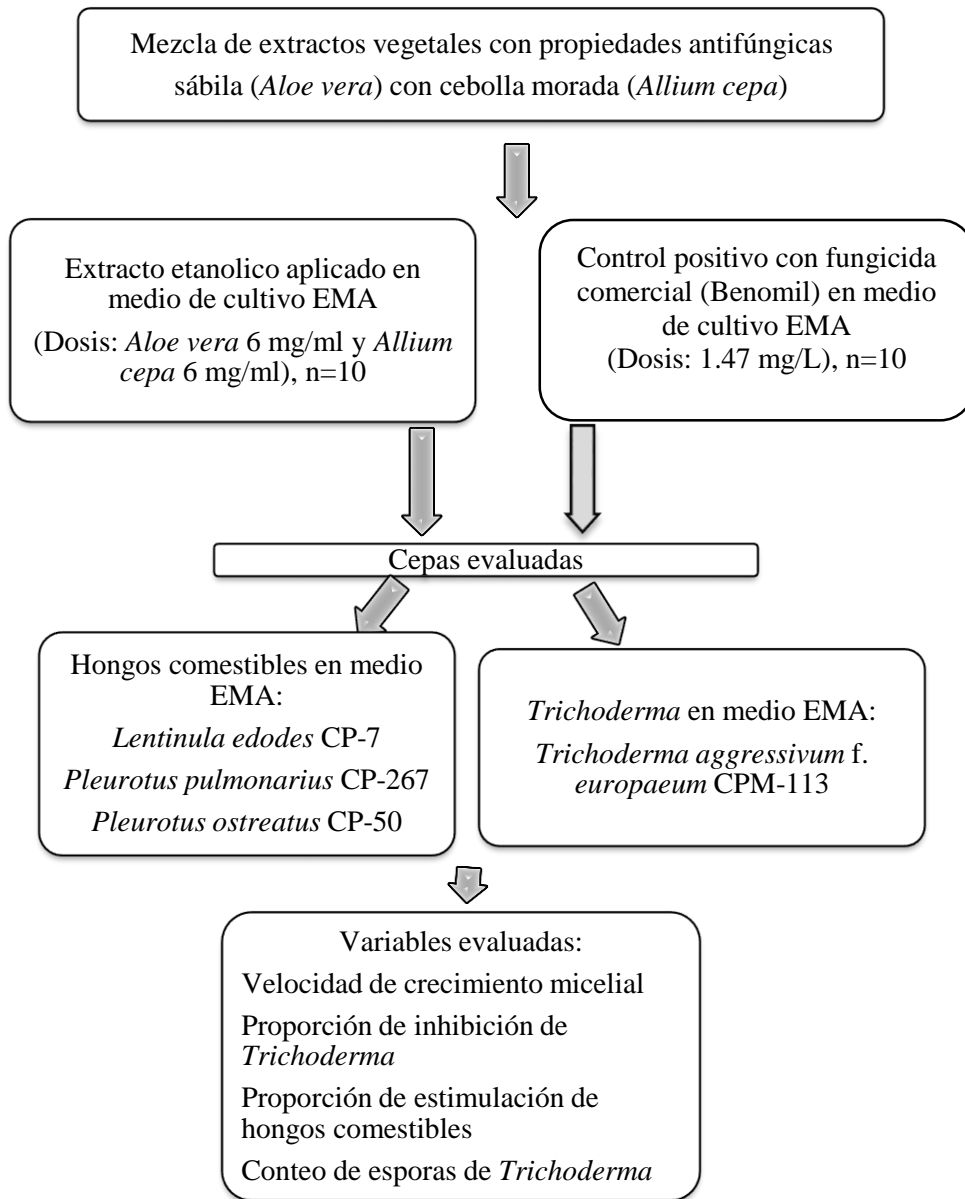 Mezcla de extractos vegetales con propiedades antifúngicas
sábila (Aloe vera) con cebolla morada (Allium cepa)
Extracto etanolico aplicado en
medio de cultivo EMA
(Dosis: Aloe vera 6 mg/ml y Allium
cepa 6 mg/ml), n=10
Control positivo con fungicida
comercial (Benomil) en medio
de cultivo EMA
(Dosis: 1.47 mg/L), n=10
Cepas evaluadas
Hongos comestibles en medio
EMA:
Lentinula edodes CP-7
Pleurotus pulmonarius CP-267
Pleurotus ostreatus CP-50
Trichoderma en medio EMA:
Trichoderma aggressivum f.
europaeum CPM-113
Variables evaluadas:
Velocidad de crecimiento micelial
Proporción de inhibición de
Trichoderma
Proporción de estimulación de
hongos comestibles
Conteo de esporas de Trichoderma